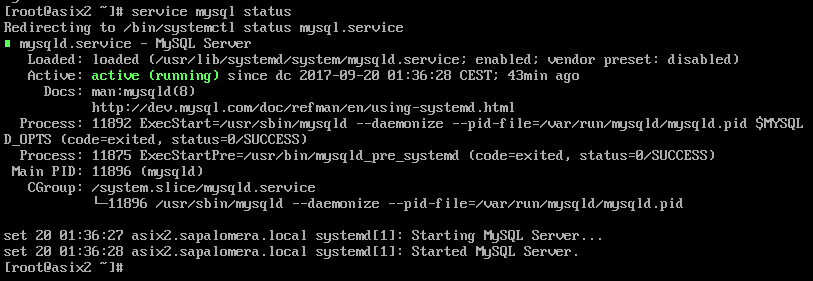 [root@asix2 ~]# service mysql status
Redirecting to /bin/systemctl status mysql.service
mysqld.service - MySQL Server
Loaded: loaded (/usr/lib/systemd/system/mysqld.service; enabled; vendor preset: disabled)
Active: active (running) since dc 2017-09-20 01:36:28 CEST; 43min ago
Docs: man:mysqld(8)
http://dev.mysql.com/doc/refman/en/using-systemd.html
Process: 11892 ExecStart=/usr/sbin/mysqld --daemonize --pid-file=/var/run/mysqld/mysqld.pid $MYSQL
D_OPTS (code=exited, status=0/SUCCESS)
Process: 11875 ExecStartPre=/usr/bin/mysqld_pre_systemd (code=exited, status=0/SUCCESS)
Main PID: 11896 (mysqld)
CGroup: /system.slice/mysqld.service
└─11896 /usr/sbin/mysqld --daemonize --pid-file=/var/run/mysqld/mysqld.pid
set 20 01:36:27 asix2.sapalomera.local systemd[1]: Starting MySQL Server...
set 20 01:36:28 asix2.sapalomera.local systemd[1]: Started MySQL Server.
[root@asix2 ~]#